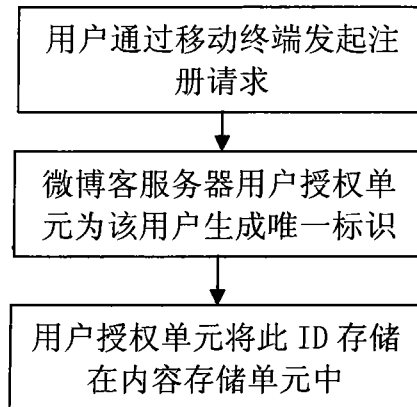 用户通过移动终端发起注
册请求
微博客服务器用户授权单
元为该用户生成唯一标识
用户授权单元将此 ID 存储
在内容存储单元中